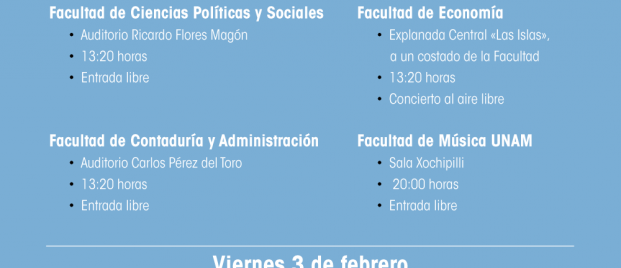 Facultad de Ciencias Políticas y Sociales
• Auditorio Ricardo Flores Magón
• 13:20 horas
• Entrada libre
Facultad de Economía
• Explanada Central «Las Islas»,
a un costado de la Facultad
• 13:20 horas
• Concierto al aire libre
Facultad de Contaduría y Administración
• Auditorio Carlos Pérez del Toro
• 13:20 horas
• Entrada libre
Facultad de Música UNAM
• Sala Xochipilli
• 20:00 horas
• Entrada libre
Viernes 3 de febrero